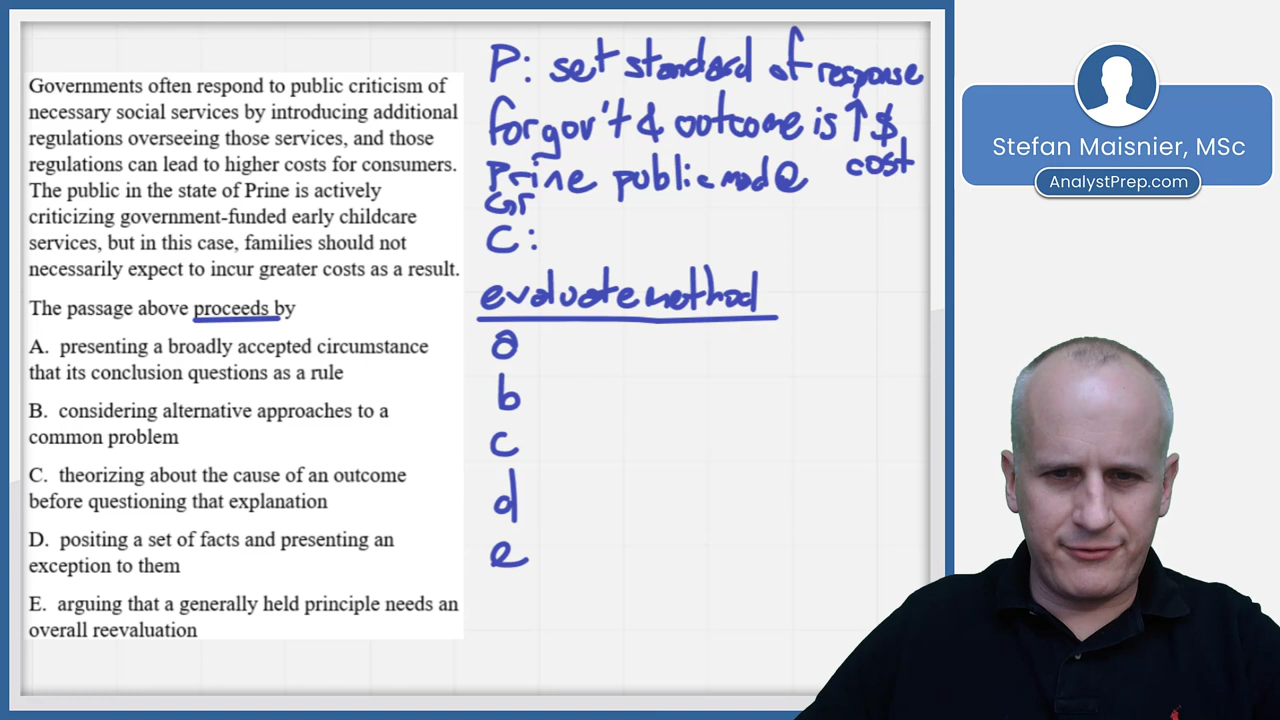 Governments often respond to public criticism of
necessary social services by introducing additional
regulations overseeing those services, and those
regulations can lead to higher costs for consumers.
The public in the state of Prine is actively
criticizing government-funded early childcare
services, but in this case, families should not
necessarily expect to incur greater costs as a result.
The passage above proceeds by
A. presenting a broadly accepted circumstance
that its conclusion questions as a rule
B. considering alternative approaches to a
common problem
C. theorizing about the cause of an outcome
before questioning that explanation
D. positing a set of facts and presenting an
exception to them
E. arguing that a generally held principle needs an
overall reevaluation
P: set standard of response
for gov't & outcome is ↑ $
cost
Prine public mad @
Gr
C:
evaluate method
a
b
c
d
e
Stefan Maisnier, MSc
AnalystPrep.com